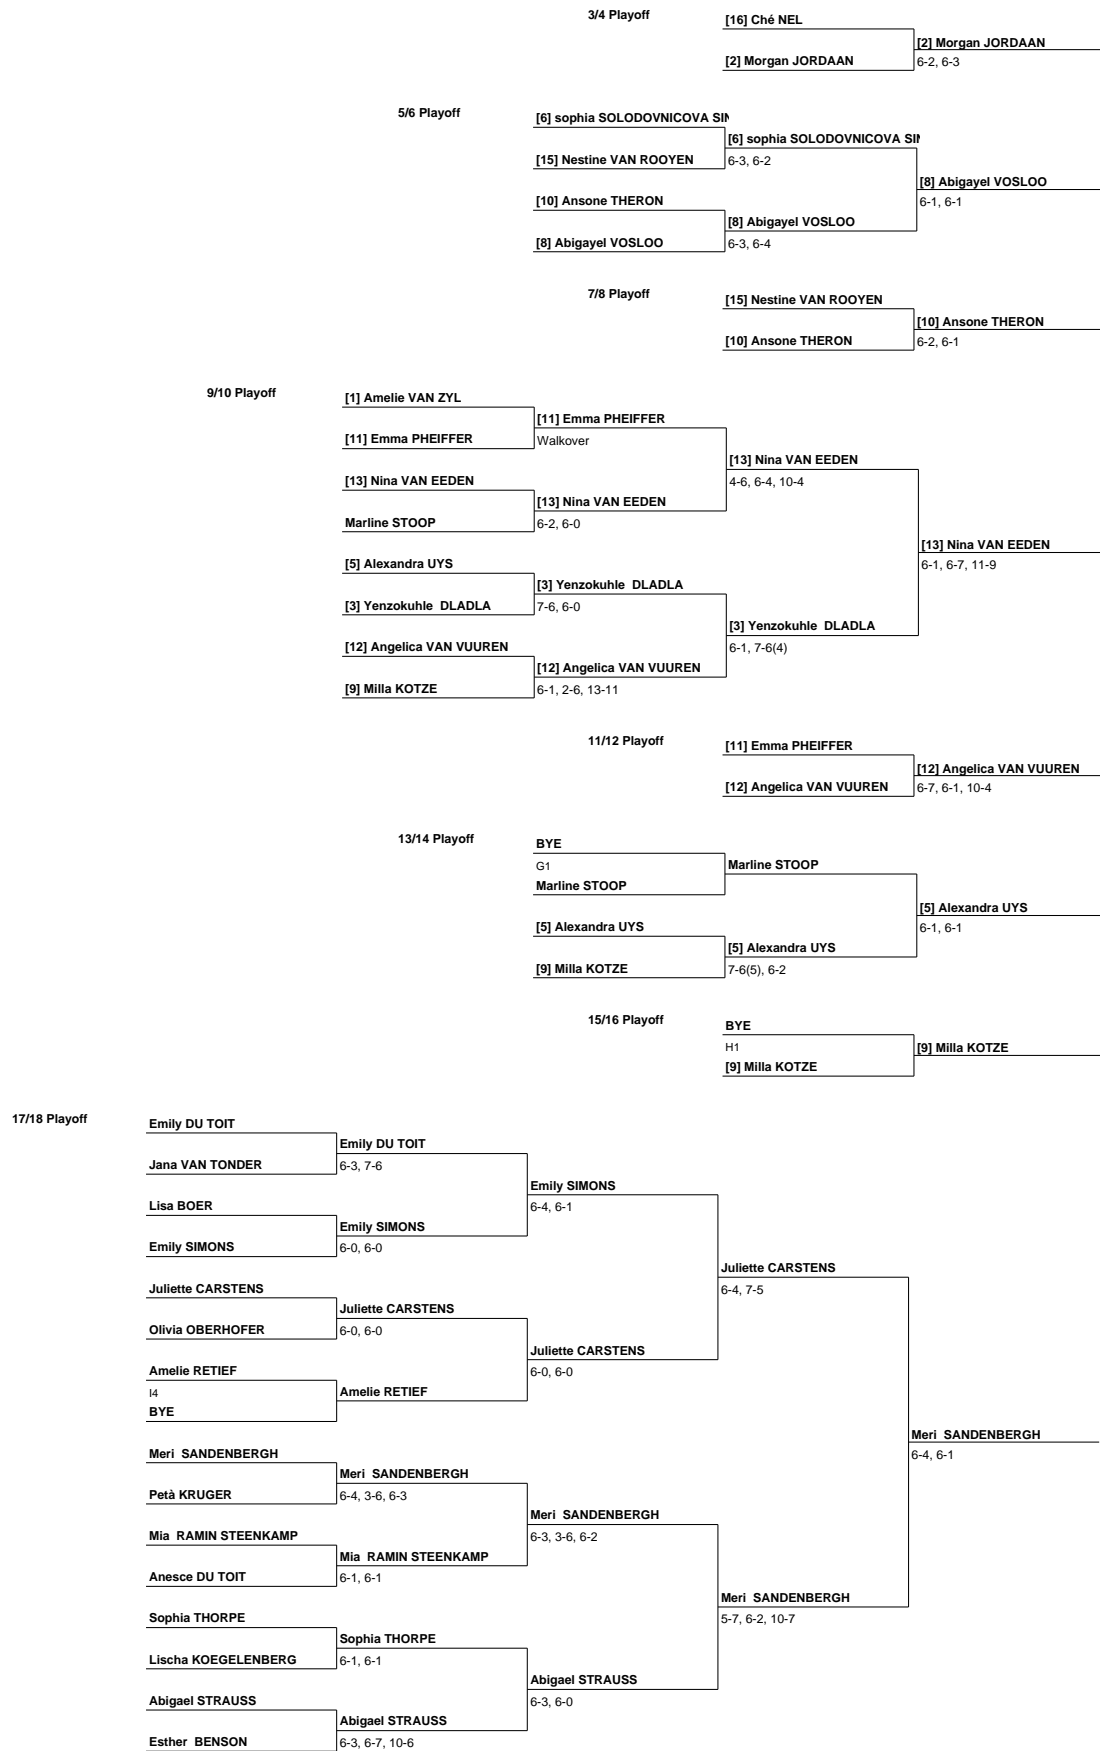 3/4 Playoff
[16] Ché NEL
[2] Morgan JORDAAN
[2] Morgan JORDAAN
6-2, 6-3
5/6 Playoff
[6] sophia SOLODOVNICOVA SIN
[6] sophia SOLODOVNICOVA SIN
[15] Nestine VAN ROOYEN
6-3, 6-2
[8] Abigayel VOSLOO
[10] Ansone THERON
6-1, 6-1
[8] Abigayel VOSLOO
[8] Abigayel VOSLOO
6-3, 6-4
7/8 Playoff
[15] Nestine VAN ROOYEN
[10] Ansone THERON
[10] Ansone THERON
6-2, 6-1
9/10 Playoff
[1] Amelie VAN ZYL
[11] Emma PHEIFFER
[11] Emma PHEIFFER
Walkover
[13] Nina VAN EEDEN
[13] Nina VAN EEDEN
4-6, 6-4, 10-4
[13] Nina VAN EEDEN
Marline STOOP
6-2, 6-0
[13] Nina VAN EEDEN
[5] Alexandra UYS
6-1, 6-7, 11-9
[3] Yenzokuhle  DLADLA
[3] Yenzokuhle  DLADLA
7-6, 6-0
[3] Yenzokuhle  DLADLA
[12] Angelica VAN VUUREN
6-1, 7-6(4)
[12] Angelica VAN VUUREN
[9] Milla KOTZE
6-1, 2-6, 13-11
11/12 Playoff
[11] Emma PHEIFFER
[12] Angelica VAN VUUREN
[12] Angelica VAN VUUREN
6-7, 6-1, 10-4
13/14 Playoff
BYE
G1
Marline STOOP
Marline STOOP
[5] Alexandra UYS
[5] Alexandra UYS
6-1, 6-1
[5] Alexandra UYS
[9] Milla KOTZE
7-6(5), 6-2
15/16 Playoff
BYE
H1
[9] Milla KOTZE
[9] Milla KOTZE
17/18 Playoff
Emily DU TOIT
Emily DU TOIT
Jana VAN TONDER
6-3, 7-6
Emily SIMONS
Lisa BOER
6-4, 6-1
Emily SIMONS
Emily SIMONS
6-0, 6-0
Juliette CARSTENS
Juliette CARSTENS
6-4, 7-5
Juliette CARSTENS
Olivia OBERHOFER
6-0, 6-0
Juliette CARSTENS
Amelie RETIEF
6-0, 6-0
I4
Amelie RETIEF
BYE
Meri  SANDENBERGH
Meri  SANDENBERGH
6-4, 6-1
Meri  SANDENBERGH
Petà KRUGER
6-4, 3-6, 6-3
Meri  SANDENBERGH
Mia  RAMIN STEENKAMP
6-3, 3-6, 6-2
Mia  RAMIN STEENKAMP
Anesce DU TOIT
6-1, 6-1
Meri  SANDENBERGH
Sophia THORPE
5-7, 6-2, 10-7
Sophia THORPE
Lischa KOEGELENBERG
6-1, 6-1
Abigael STRAUSS
Abigael STRAUSS
6-3, 6-0
Abigael STRAUSS
Esther  BENSON
6-3, 6-7, 10-6